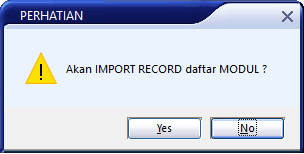 PERHATIAN
Akan IMPORT RECORD daftar MODUL ?
Yes
No